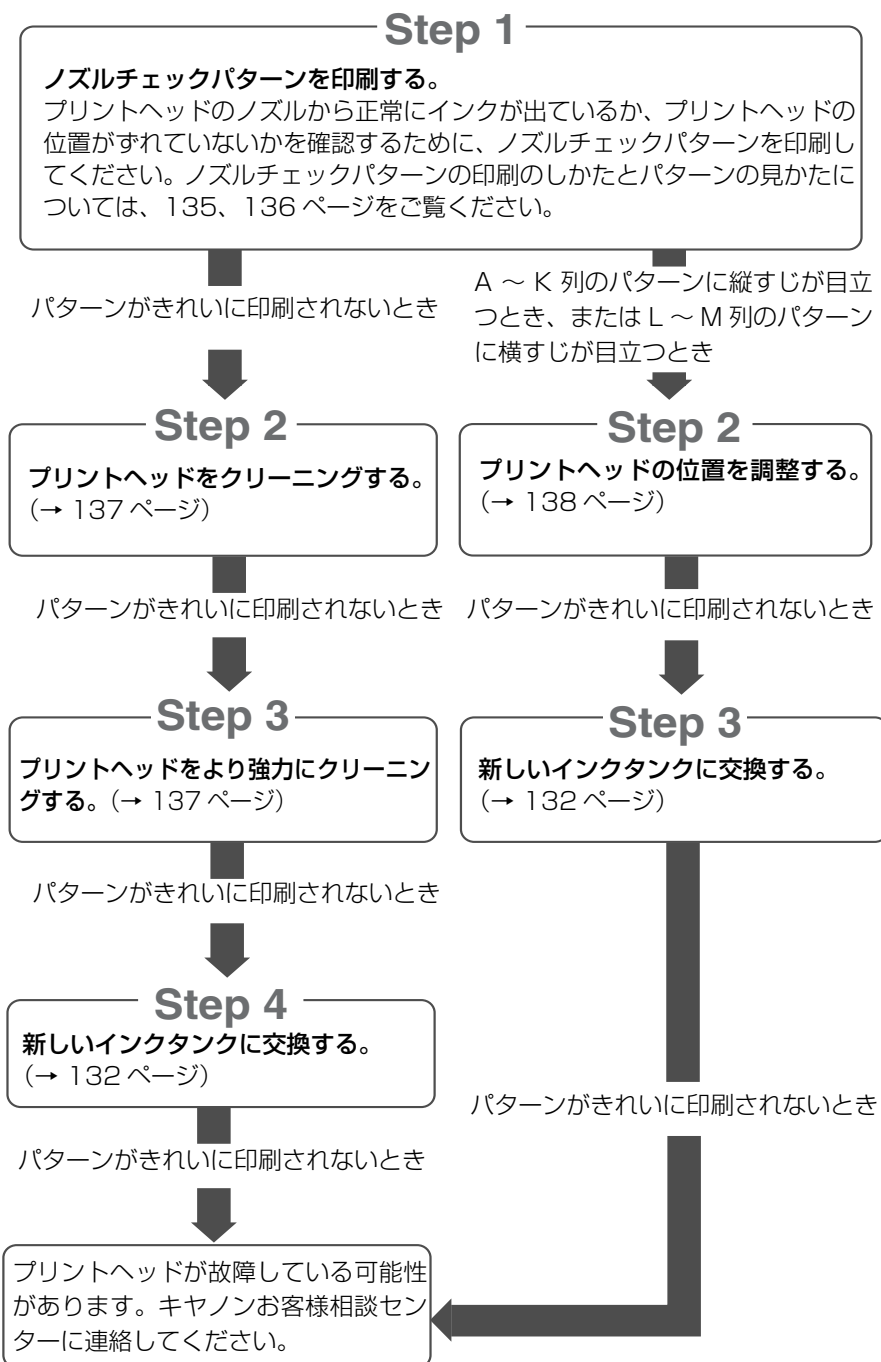 Step 1
ノズルチェックパターンを印刷する。
プリントヘッドのノズルから正常にインクが出ているか、プリントヘッドの
位置がずれていないかを確認するために、ノズルチェックパターンを印刷し
てください。ノズルチェックパターンの印刷のしかたとパターンの見かたに
ついては、135、136 ページをご覧ください。
パターンがきれいに印刷されないとき
A ～ K 列のパターンに縦すじが目立
つとき、または L ～ M 列のパターン
に横すじが目立つとき
Step 2
プリントヘッドをクリーニングする。
（→ 137 ページ）
Step 2
プリントヘッドの位置を調整する。
（→ 138 ページ）
パターンがきれいに印刷されないとき
パターンがきれいに印刷されないとき
Step 3
プリントヘッドをより強力にクリーニン
グする。（→ 137 ページ）
Step 3
新しいインクタンクに交換する。
（→ 132 ページ）
パターンがきれいに印刷されないとき
Step 4
新しいインクタンクに交換する。
（→ 132 ページ）
パターンがきれいに印刷されないとき
パターンがきれいに印刷されないとき
プリントヘッドが故障している可能性
があります。キヤノンお客様相談セン
ターに連絡してください。